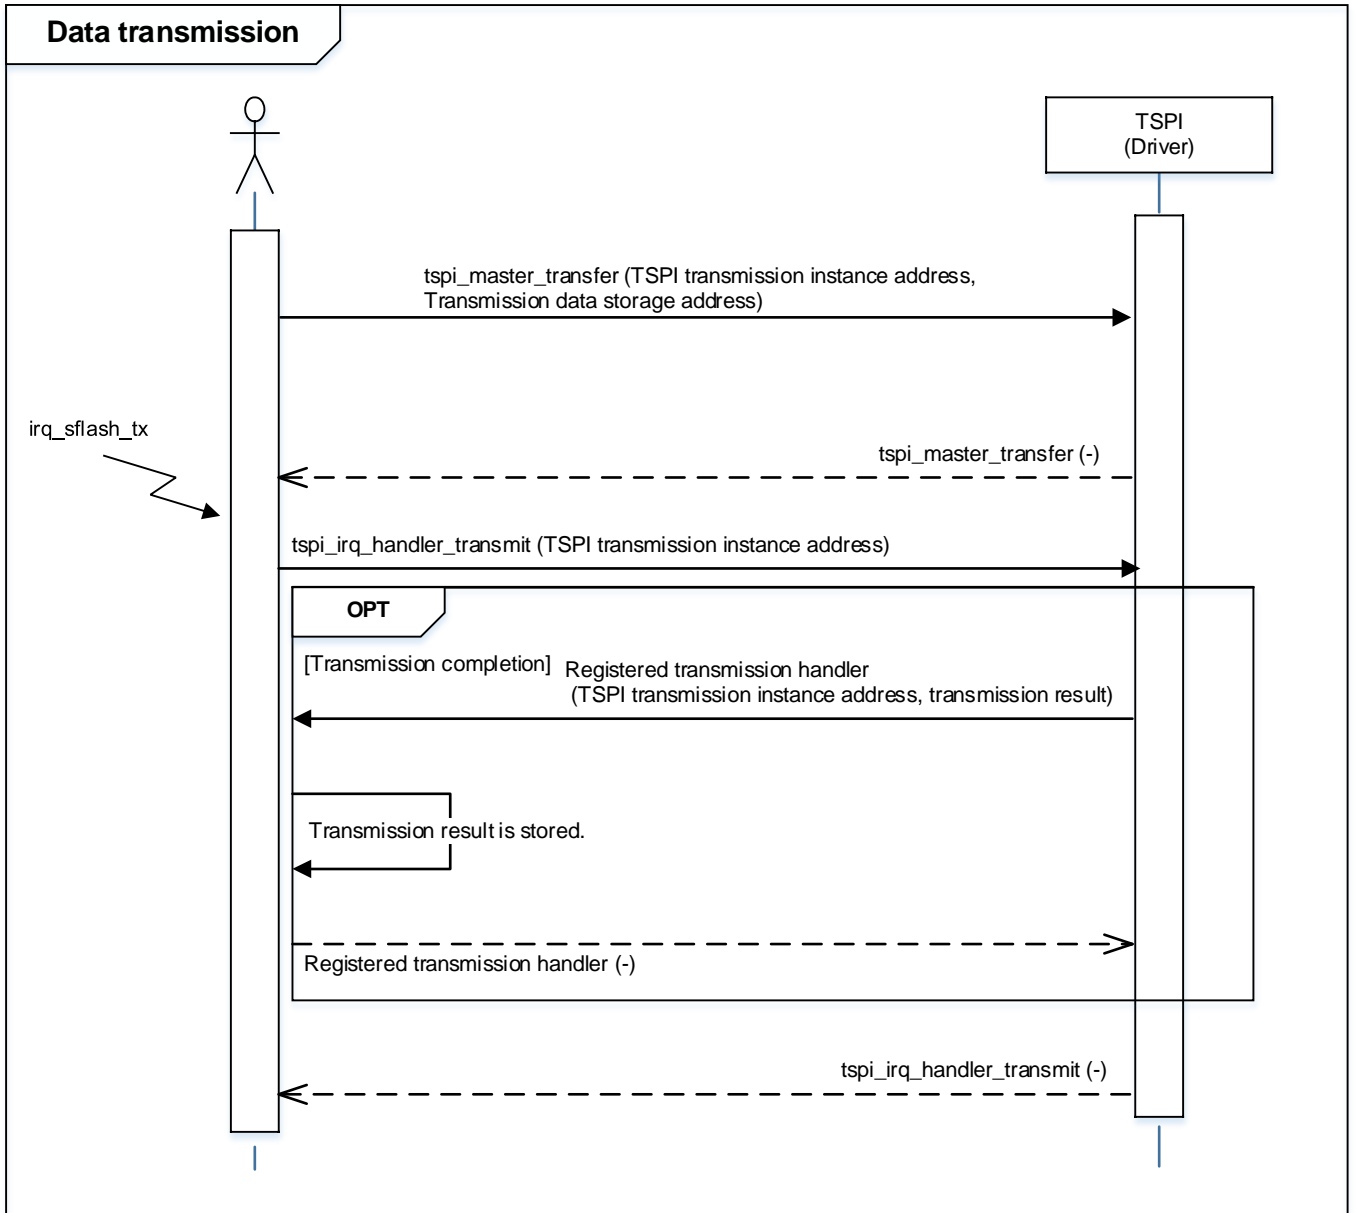 Data transmission
TSPI
(Driver)
tspi_master_transfer (TSPI transmission instance address,
Transmission data storage address)
irq_sflash_tx
tspi_master_transfer (-)
tspi_irq_handler_transmit (TSPI transmission instance address)
OPT
[Transmission completion]
Registered transmission handler
(TSPI transmission instance address, transmission result)
Transmission result is stored.
Registered transmission handler (-)
tspi_irq_handler_transmit (-)